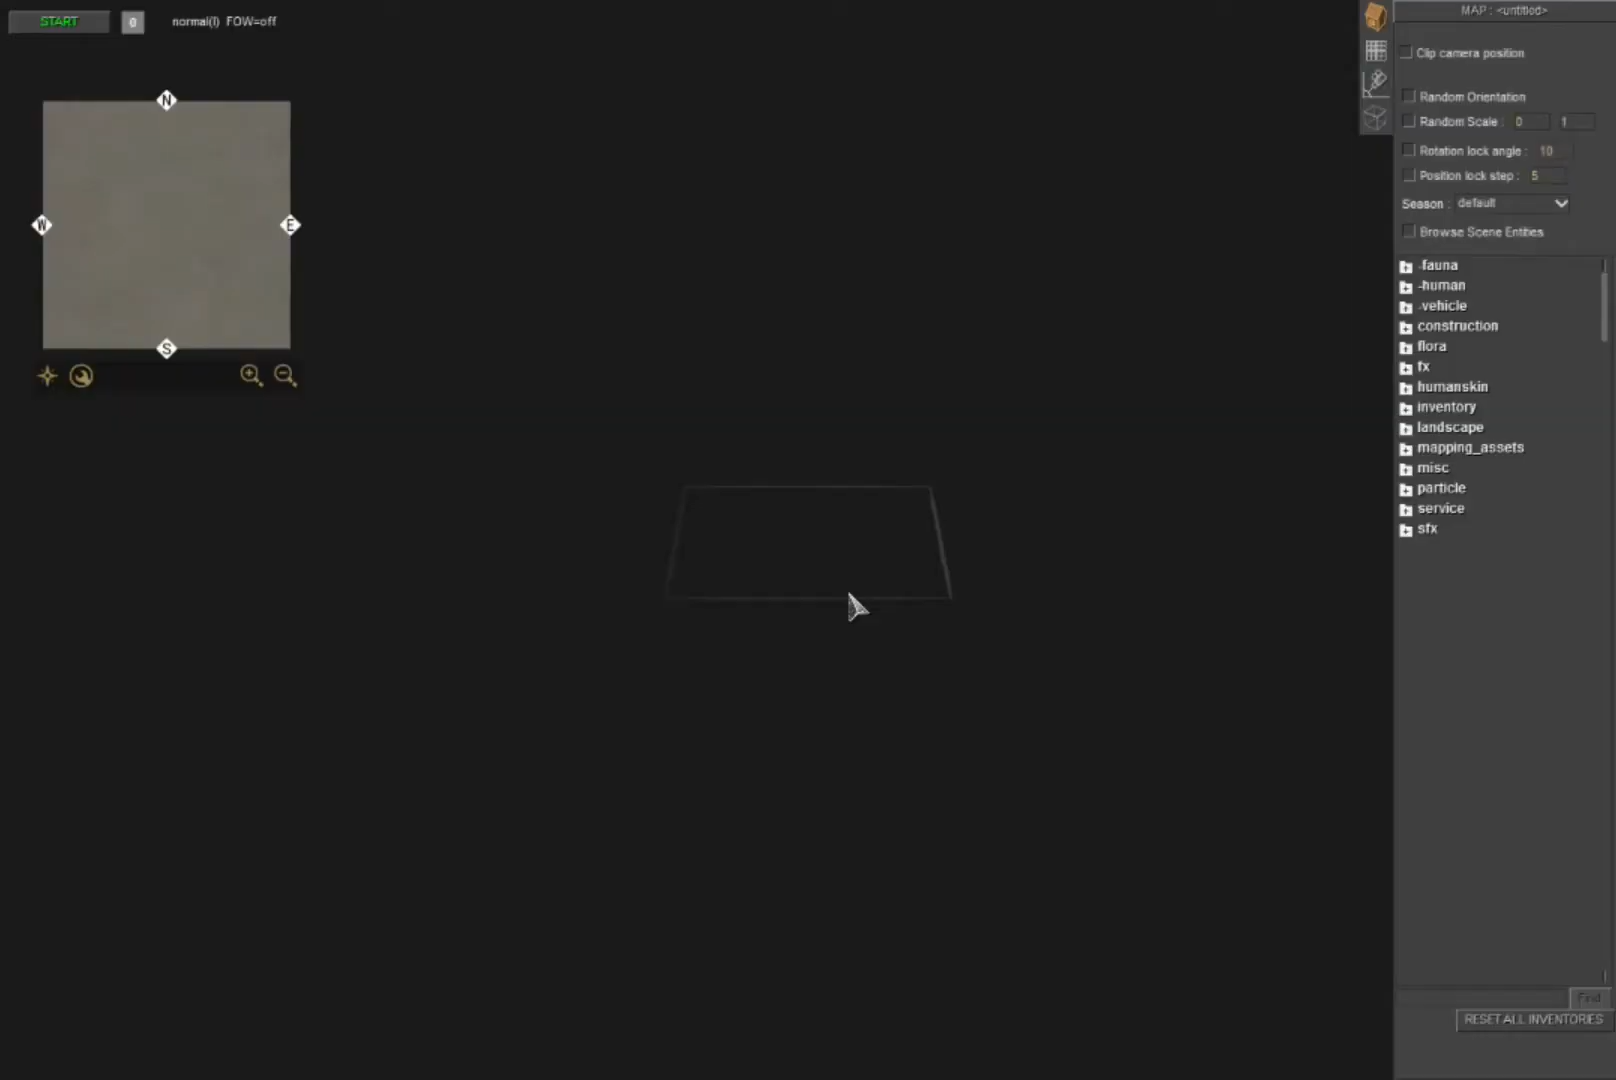 START
0
normal(l) FOW=off
N
W
E
S
MAP : <untitled>
Clip camera position
Random Orientation
Random Scale : 0 1
Rotation lock angle : 10
Position lock step : 5
Season : default
Browse Scene Entities
-fauna
-human
-vehicle
construction
flora
fx
humanskin
inventory
landscape
mapping_assets
misc
particle
service
sfx
Find
RESET ALL INVENTORIES